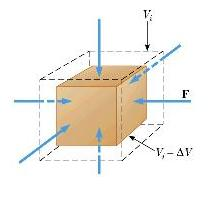 V_i
F
V_i – ΔV